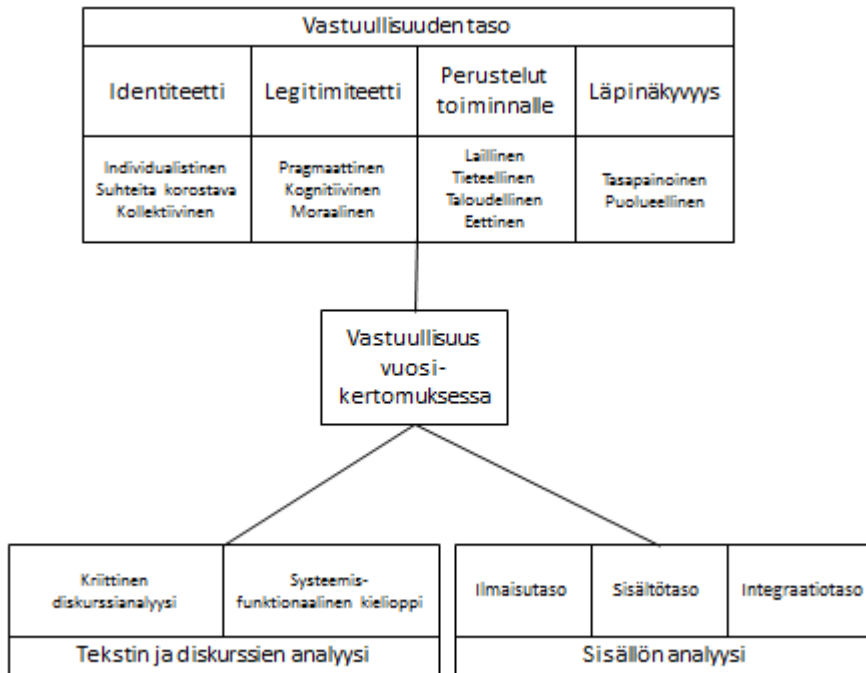 Vastuullisuuden taso
Identiteetti
Legitimiteetti
Perustelut
toiminnalle
Läpinäkyvyys
Individualistinen
Suhteita korostava
Kollektiivinen
Pragmaattinen
Kognitiivinen
Moraalinen
Laillinen
Tieteellinen
Taloudellinen
Eettinen
Tasapainoinen
Puolueellinen
Vastuullisuus
vuosi-
kertomuksessa
Kriittinen
diskurssianalyysi
Systeemis-
funktionaalinen kielioppi
Ilmaisutaso
Sisältötaso
Integraatiotaso
Tekstin ja diskurssien analyysi
Sisällön analyysi